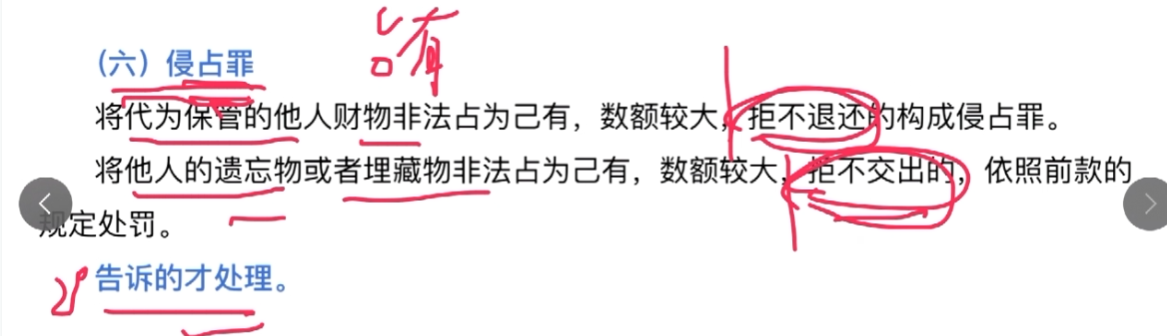 占有
（六）侵占罪
将代为保管的他人财物非法占为己有，数额较大，拒不退还的构成侵占罪。
将他人的遗忘物或者埋藏物非法占为己有，数额较大，拒不交出的，依照前款的
规定处罚。
告诉的才处理。